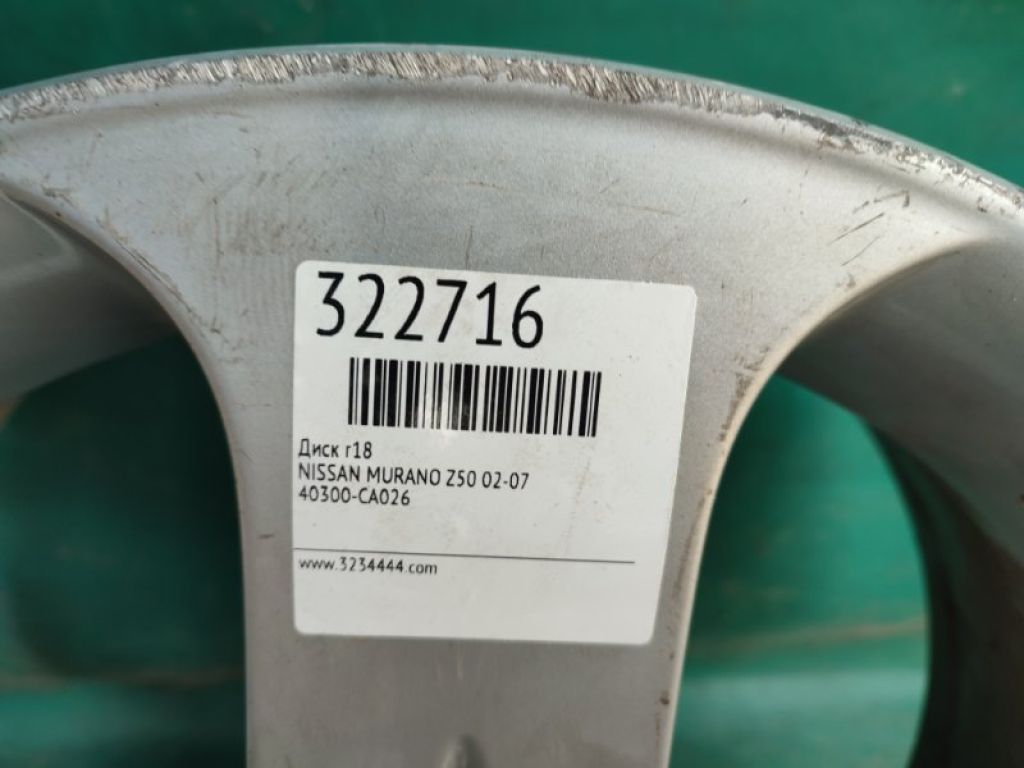 322716
Диск r18
NISSAN MURANO Z50 02-07
40300-CA026
www.3234444.com